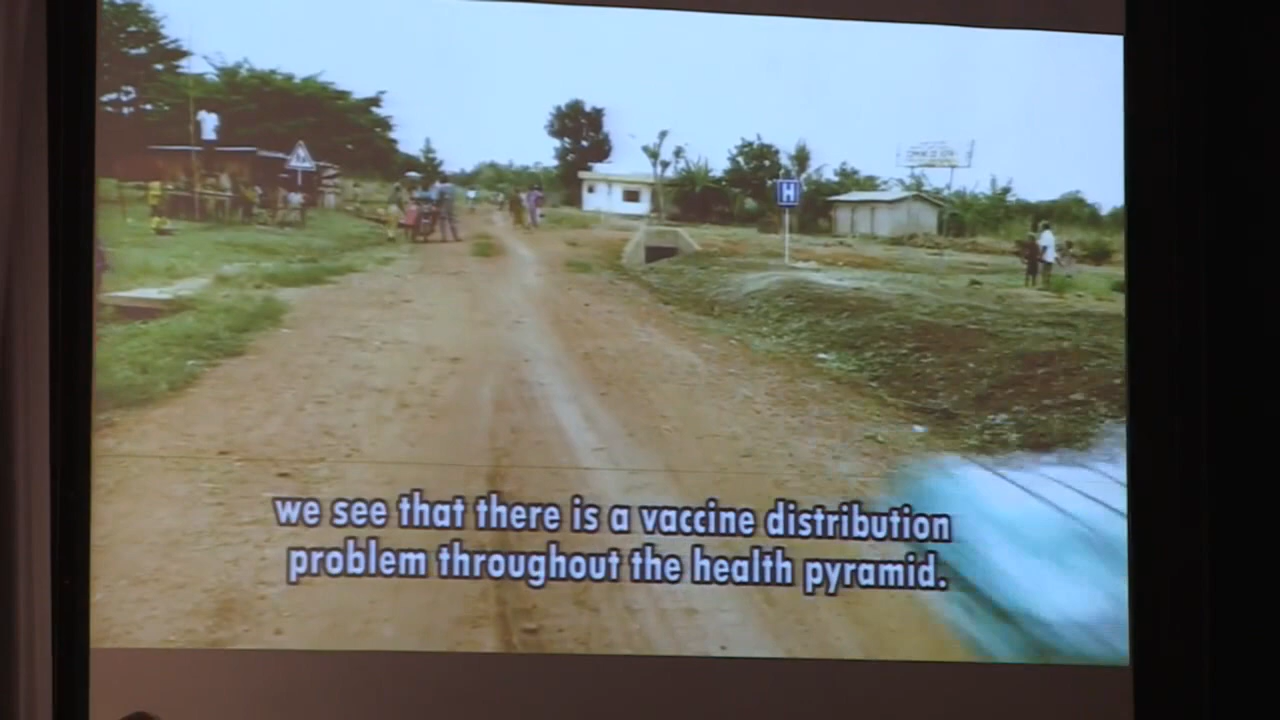 H
we see that there is a vaccine distribution
problem throughout the health pyramid.